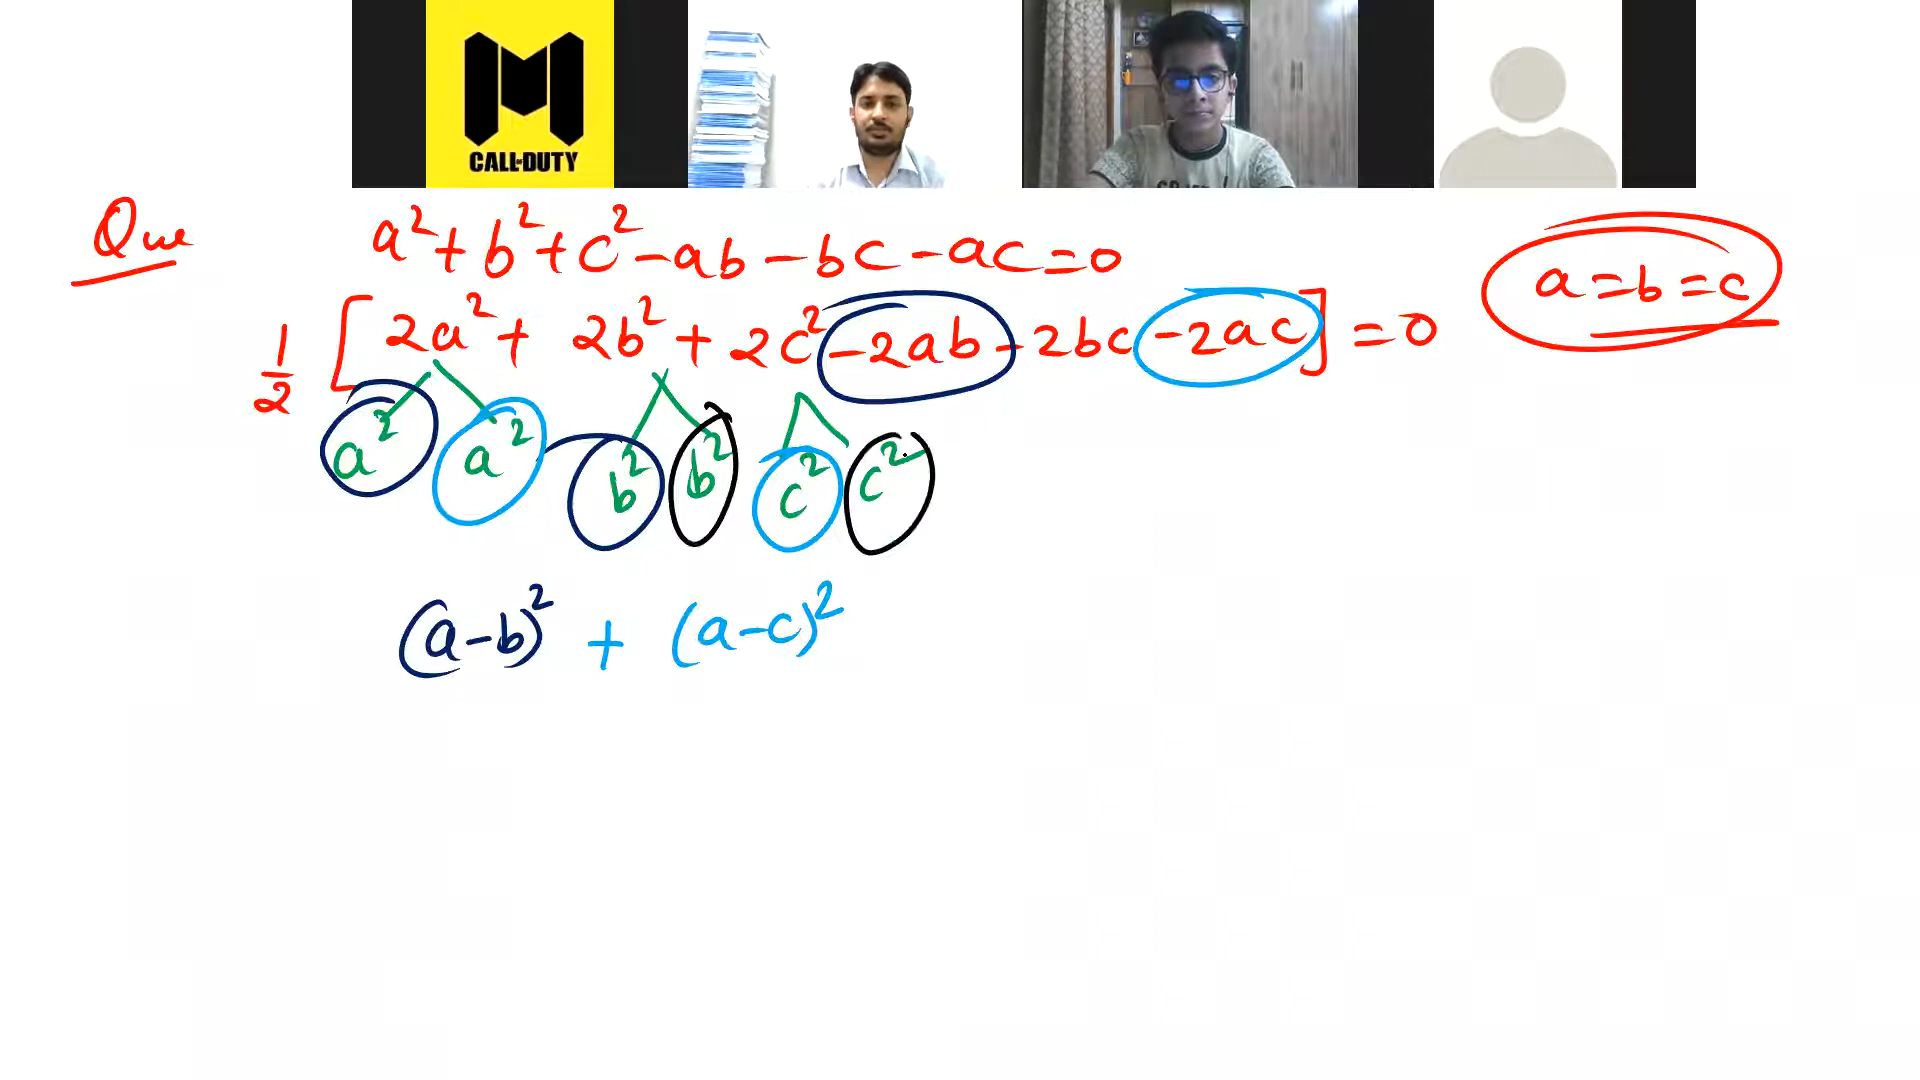 CALL OF DUTY
Que a²+b²+c²-ab-bc-ac=0
a=b=c
1/2 [2a²+ 2b²+2c²-2ab-2bc-2ac]=0
a² a² b² b² c² c²
(a-b)² + (a-c)²